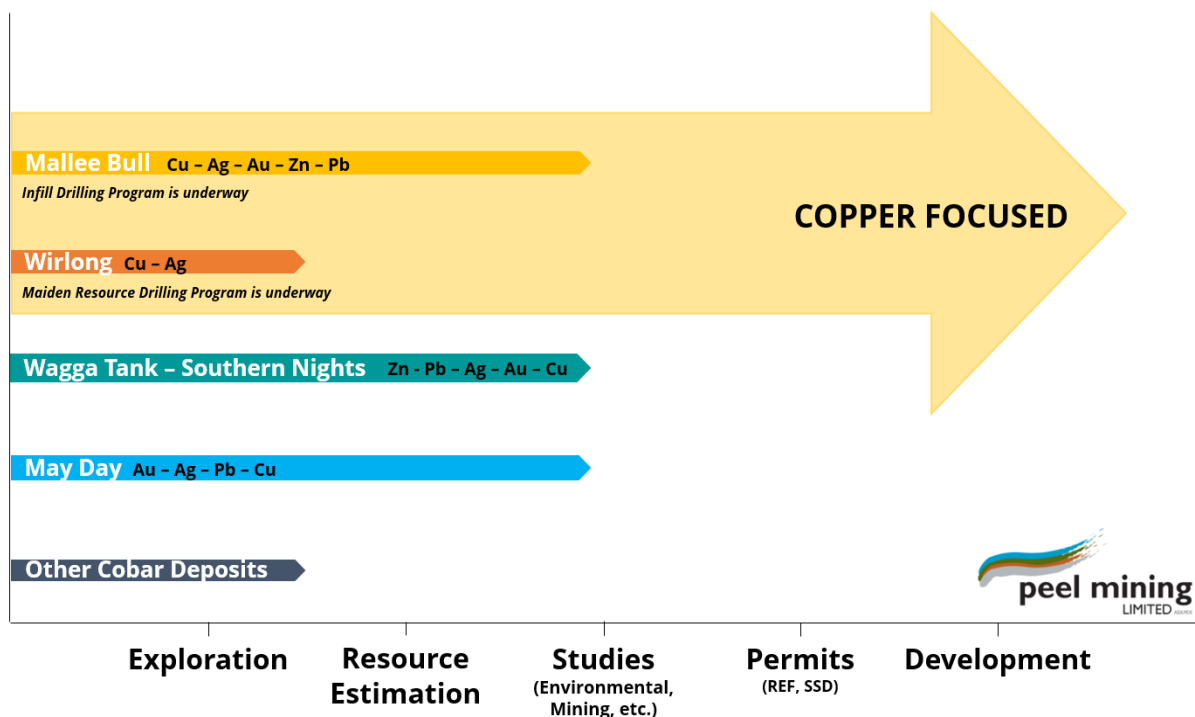 Mallee Bull Cu – Ag – Au – Zn – Pb
Infill Drilling Program is underway
COPPER FOCUSED
Wirlong Cu – Ag
Maiden Resource Drilling Program is underway
Wagga Tank – Southern Nights Zn - Pb – Ag – Au – Cu
May Day Au – Ag – Pb – Cu
Other Cobar Deposits
peel mining
LIMITED
Exploration
Resource
Estimation
Studies
(Environmental,
Mining, etc.)
Permits
(REF, SSD)
Development